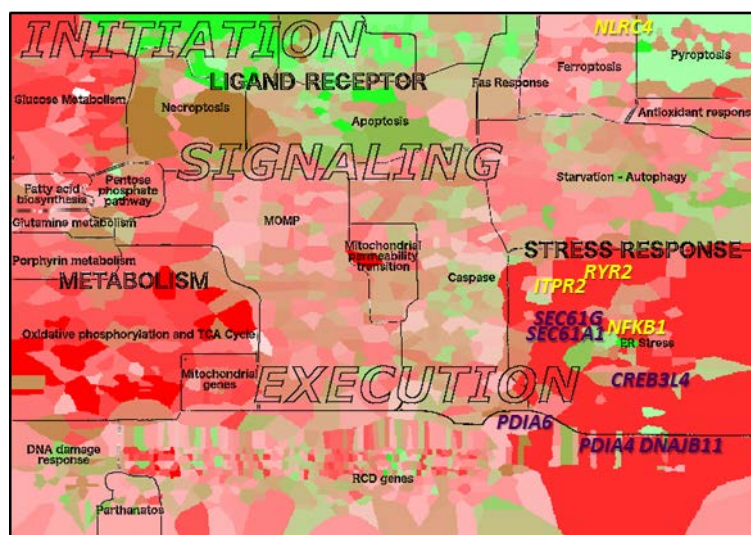 INITIATION
NLRC4
LIGAND-RECEPTOR
Fas Response
Ferroptosis
Pyroptosis
Glucose Metabolism
Necroptosis
Apoptosis
Antioxidant response
SIGNALING
Fatty acid
biosynthesis
Pentose
phosphate
pathway
Starvation - Autophagy
Glutamine metabolism
MOMP
Porphyrin metabolism
METABOLISM
Mitochondrial
permeability
transition
Caspase
STRESS RESPONSE
RYR2
ITPR2
SEC61G
SEC61A1
NFKB1
ER Stress
Oxidative phosphorylation and TCA Cycle
Mitochondrial
genes
EXECUTION
CREB3L4
PDIA6
PDIA4 DNAJB11
DNA damage
response
RCD genes
Parthanatos